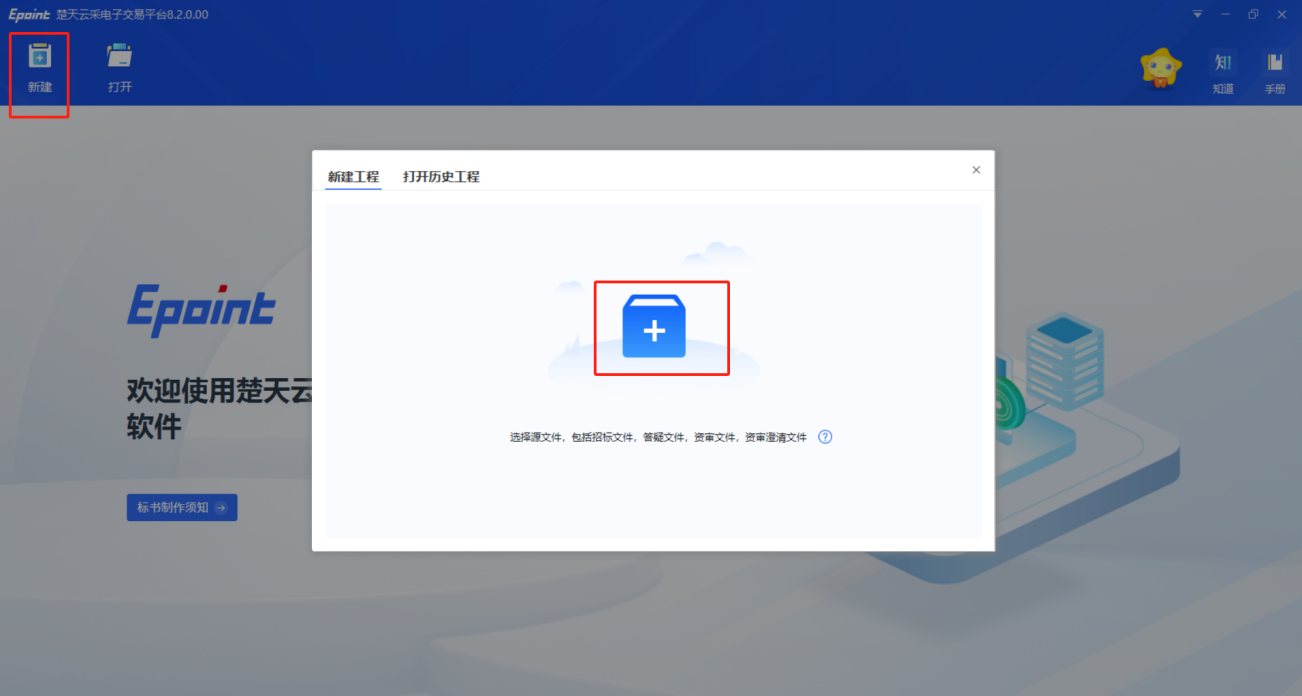 Epoint 楚天云采电子交易平台8.2.0.00
新建
打开
知
知道
手册
新建工程
打开历史工程
Epoint
欢迎使用楚天云
软件
选择源文件，包括招标文件，答疑文件，资审文件，资审澄清文件 ?
标书制作须知